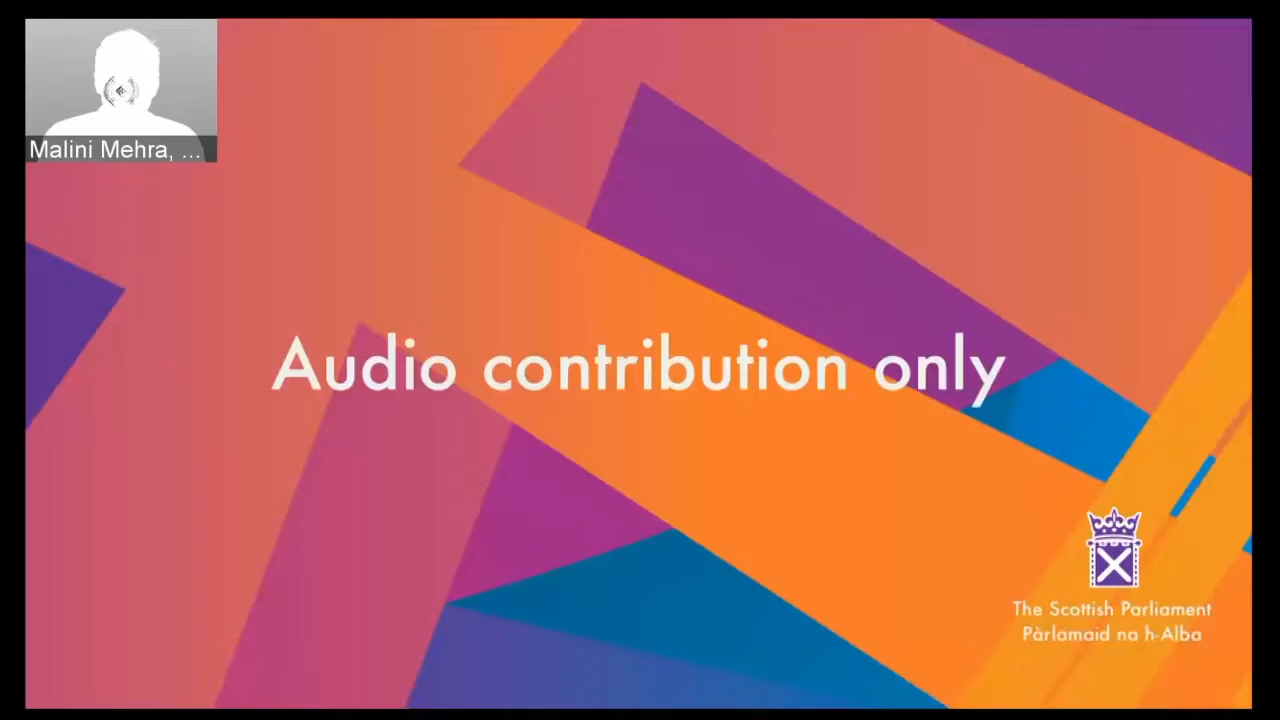 Malini Mehra, ...
Audio contribution only
The Scottish Parliament
Pàrlamaid na h-Alba